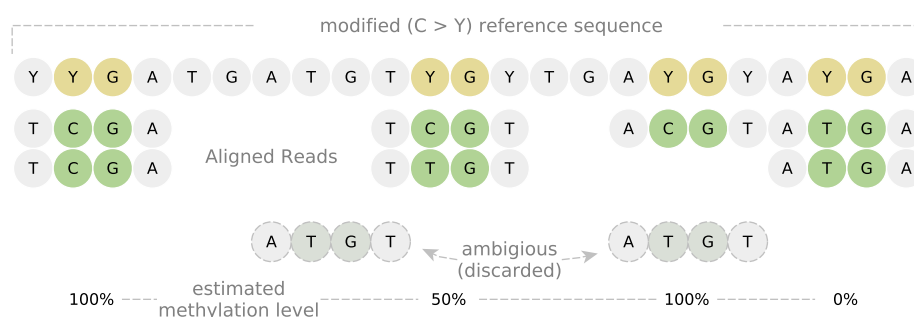 modified (C > Y) reference sequence
Y Y G A T G A T G T Y G Y T G A Y G Y A Y G A
T C G A T C G T A C G T A T G A
Aligned Reads
T C G A T T G T A T G A
A T G T A T G T
ambigious
(discarded)
estimated
100% 50% 100% 0%
methylation level